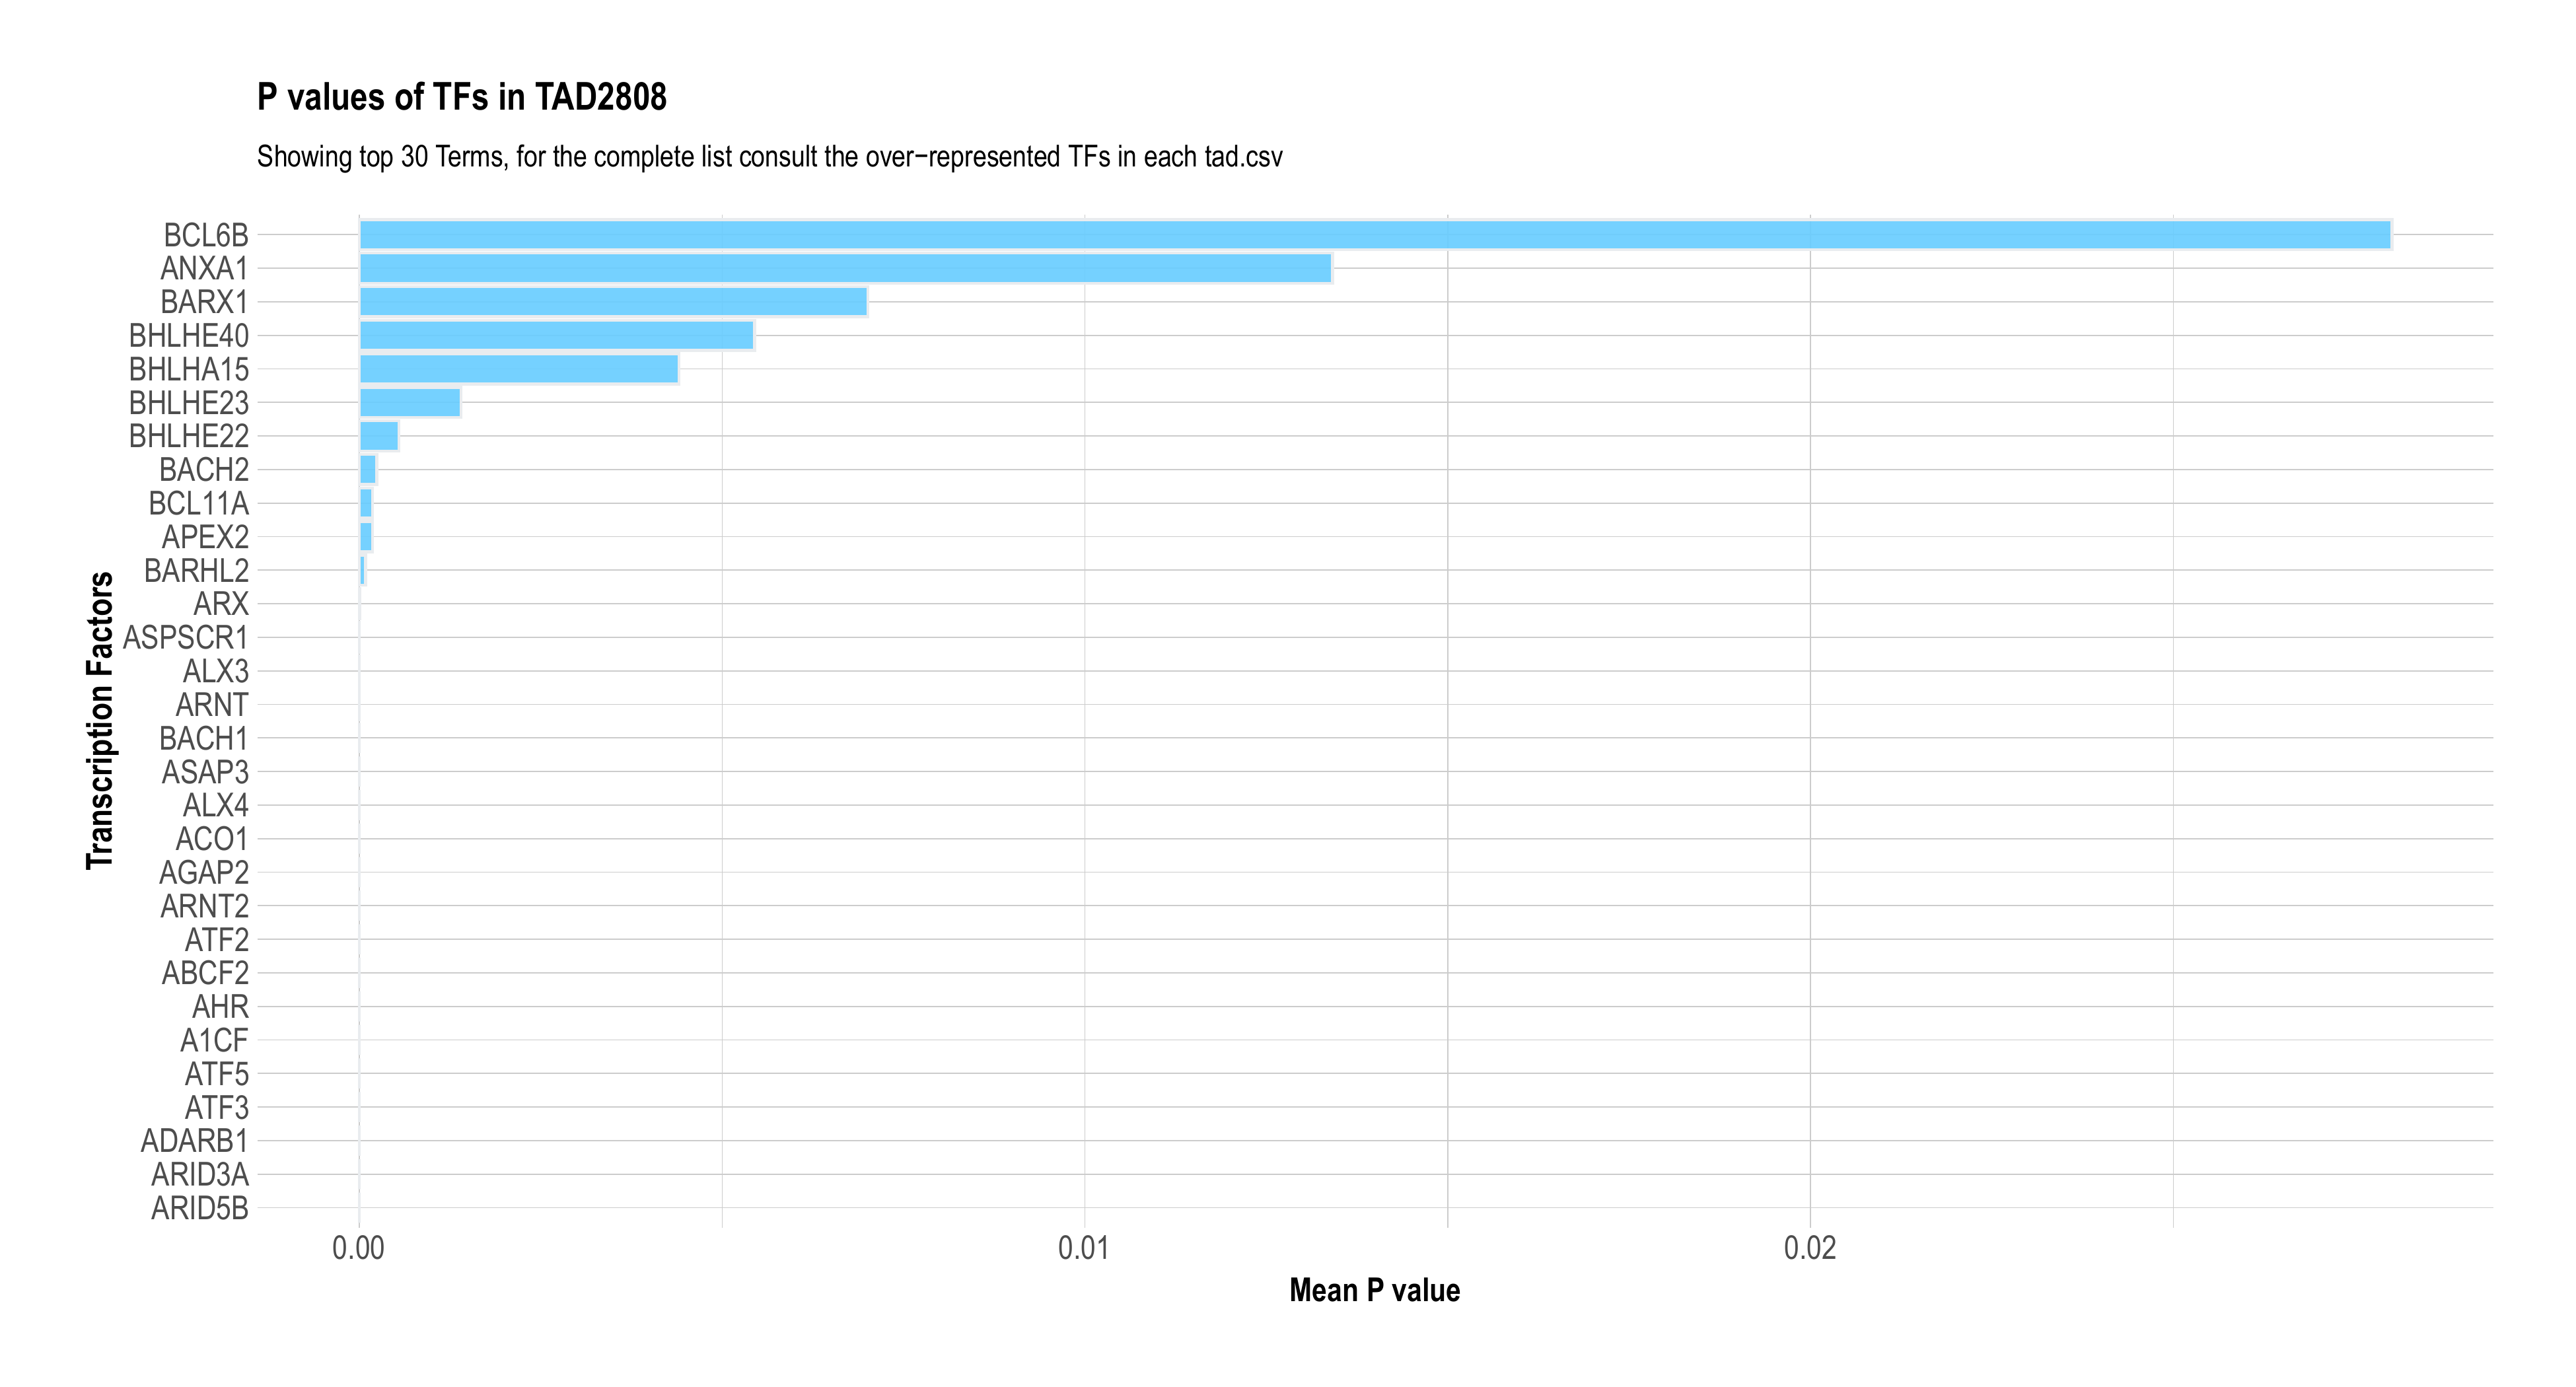 P values of TFs in TAD2808
Showing top 30 Terms, for the complete list consult the over−represented TFs in each tad.csv
Transcription Factors
BCL6B
ANXA1
BARX1
BHLHE40
BHLHA15
BHLHE23
BHLHE22
BACH2
BCL11A
APEX2
BARHL2
ARX
ASPSCR1
ALX3
ARNT
BACH1
ASAP3
ALX4
ACO1
AGAP2
ARNT2
ATF2
ABCF2
AHR
A1CF
ATF5
ATF3
ADARB1
ARID3A
ARID5B
0.00 0.01 0.02
Mean P value